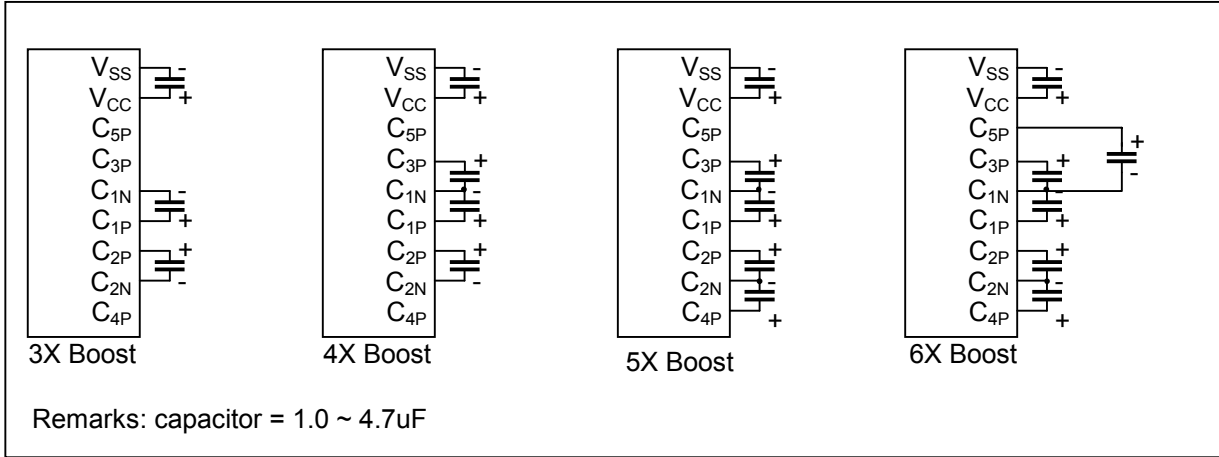 VSS -
VCC +
C5P
C3P
C1N -
C1P +
C2P +
C2N -
C4P
3X Boost
VSS -
VCC +
C5P
C3P +
C1N -
C1P +
C2P +
C2N -
C4P
4X Boost
VSS -
VCC +
C5P
C3P +
C1N -
C1P +
C2P +
C2N -
C4P +
5X Boost
VSS -
VCC +
C5P +
C3P + -
C1N -
C1P +
C2P +
C2N -
C4P +
6X Boost
Remarks: capacitor = 1.0 ~ 4.7uF